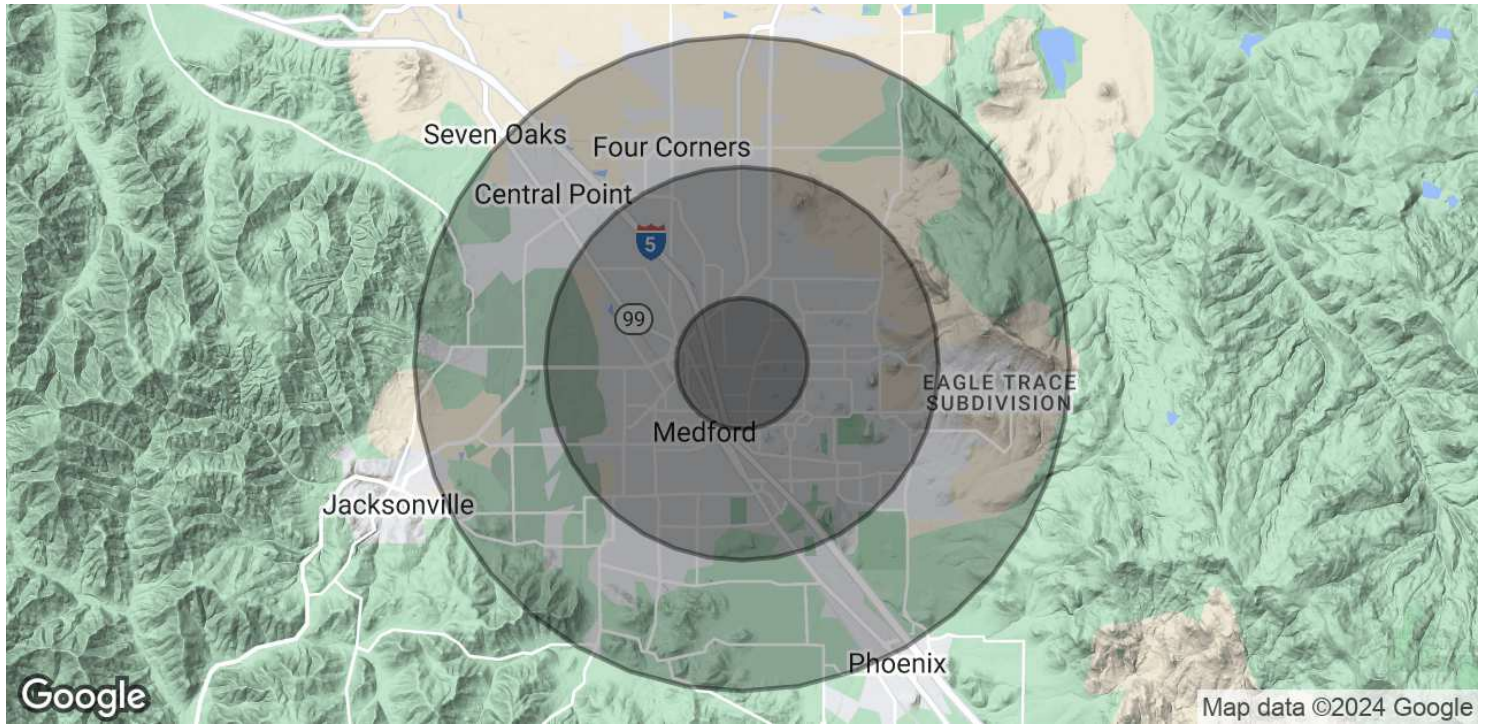 Seven Oaks
Four Corners
Central Point
5
99
EAGLE TRACE
SUBDIVISION
Medford
Jacksonville
Phoenix
Google
Map data ©2024 Google